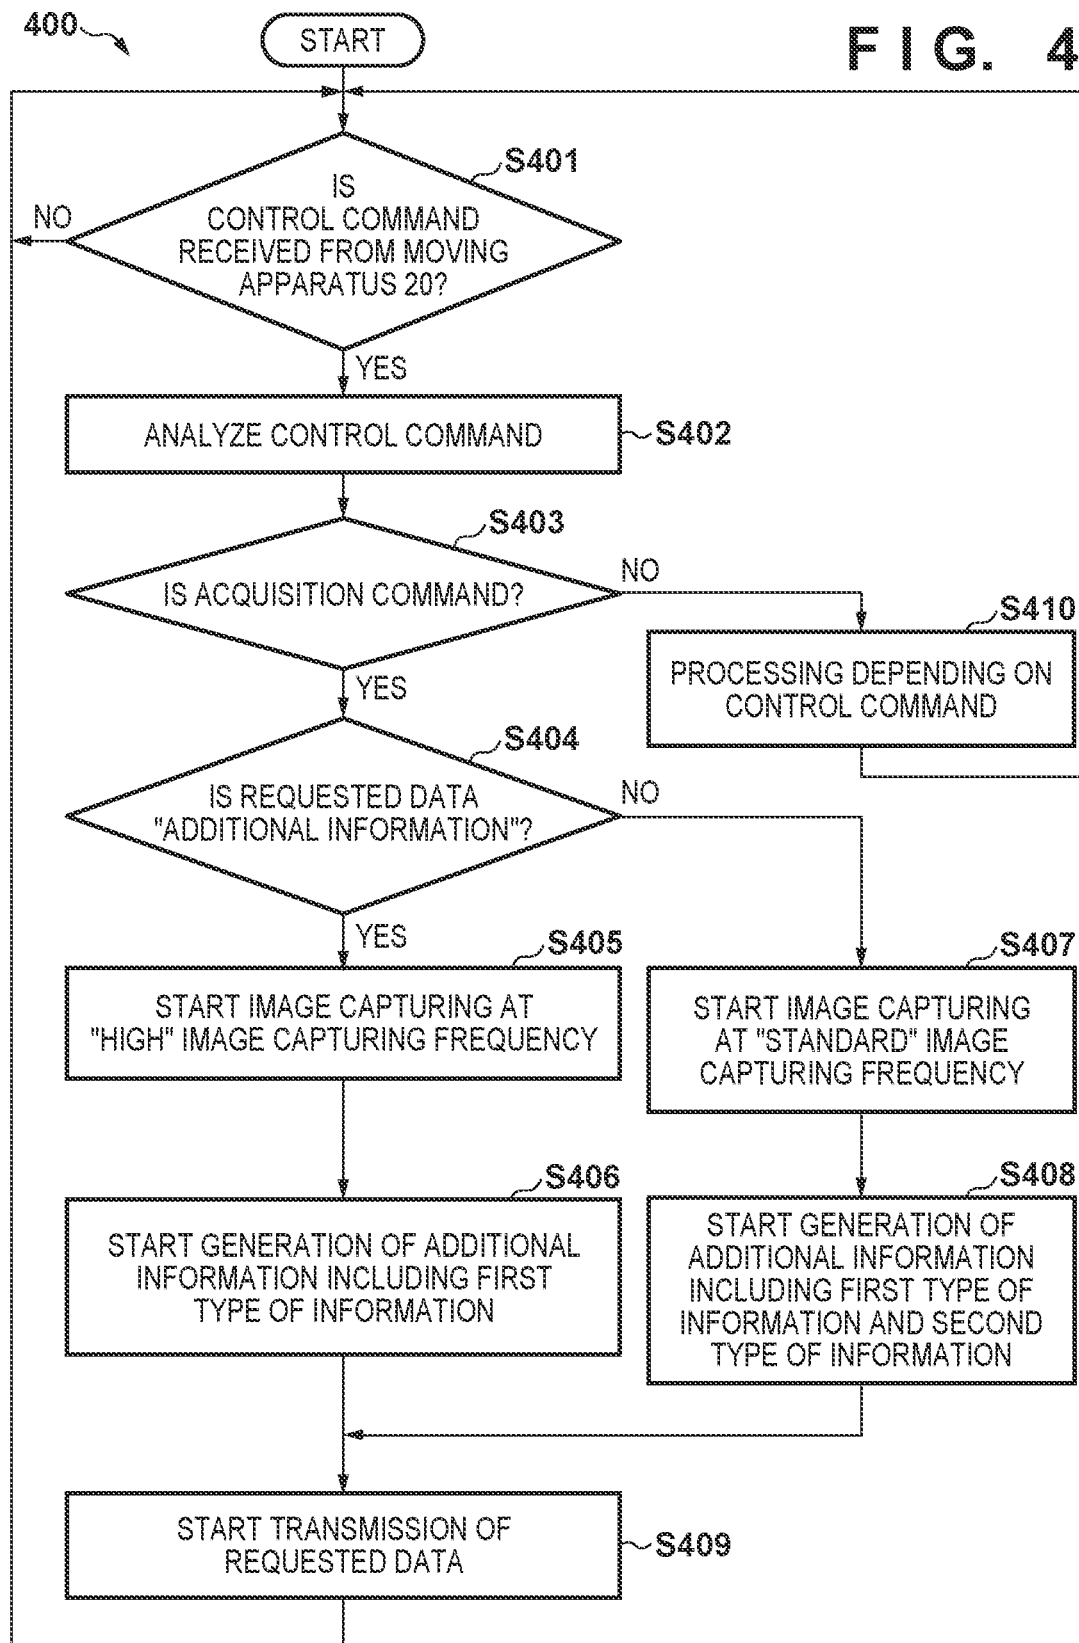 400
START
FIG. 4
S401
IS
CONTROL COMMAND
RECEIVED FROM MOVING
APPARATUS 20?
NO
YES
ANALYZE CONTROL COMMAND
S402
S403
IS ACQUISITION COMMAND?
NO
YES
S410
PROCESSING DEPENDING ON
CONTROL COMMAND
S404
IS REQUESTED DATA
"ADDITIONAL INFORMATION"?
NO
YES
S405
START IMAGE CAPTURING AT
"HIGH" IMAGE CAPTURING FREQUENCY
S407
START IMAGE CAPTURING
AT "STANDARD" IMAGE
CAPTURING FREQUENCY
S406
START GENERATION OF ADDITIONAL
INFORMATION INCLUDING FIRST
TYPE OF INFORMATION
S408
START GENERATION OF
ADDITIONAL INFORMATION
INCLUDING FIRST TYPE OF
INFORMATION AND SECOND
TYPE OF INFORMATION
START TRANSMISSION OF
REQUESTED DATA
S409